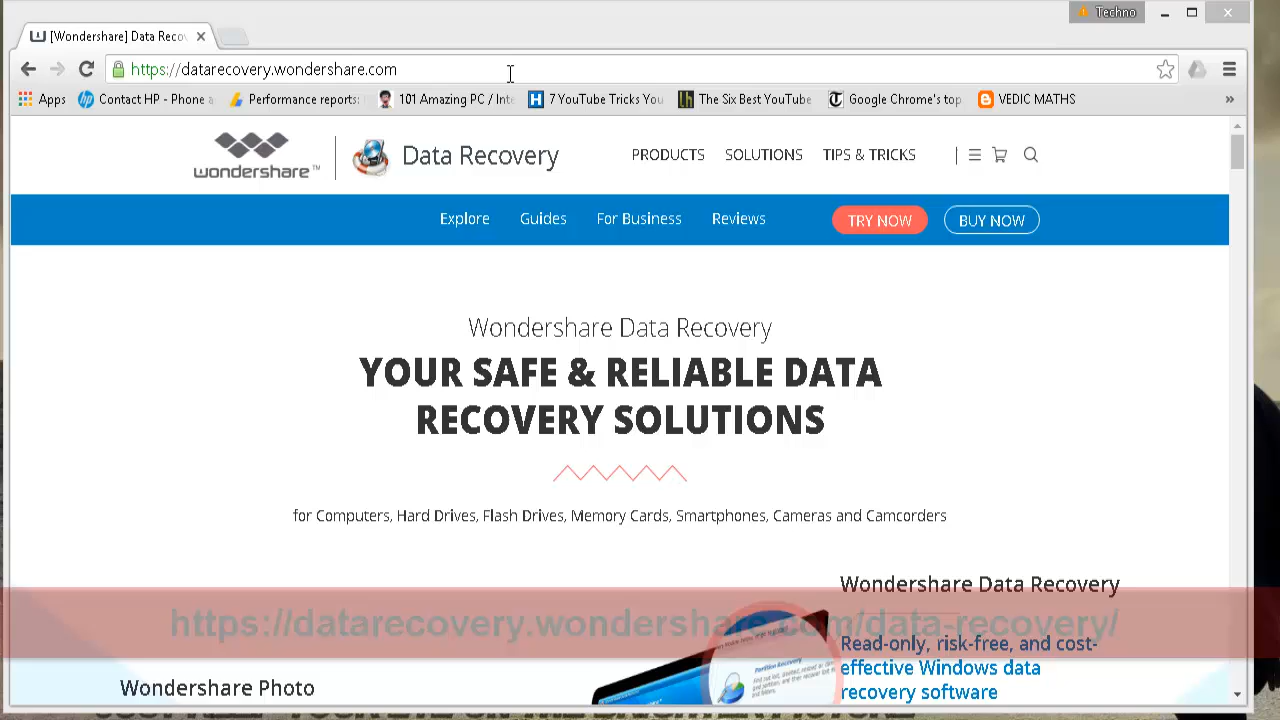 Techno
[Wondershare] Data Reco
https://datarecovery.wondershare.com
Apps
Contact HP - Phone a
Performance reports:
101 Amazing PC / Inte
7 YouTube Tricks You
The Six Best YouTube
Google Chrome's top
VEDIC MATHS
»
wondershare™
Data Recovery
PRODUCTS
SOLUTIONS
TIPS & TRICKS
Explore
Guides
For Business
Reviews
TRY NOW
BUY NOW
Wondershare Data Recovery
YOUR SAFE & RELIABLE DATA
RECOVERY SOLUTIONS
for Computers, Hard Drives, Flash Drives, Memory Cards, Smartphones, Cameras and Camcorders
Wondershare Data Recovery
https://datarecovery.wondershare.com/data-recovery/
Read-only, risk-free, and cost-
effective Windows data
recovery software
Partition Recovery
Wondershare Photo